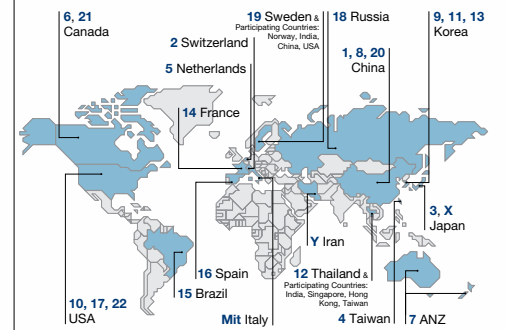 6, 21
Canada
19 Sweden &
Participating Countries:
Norway, India,
China, USA
18 Russia
9, 11, 13
Korea
2 Switzerland
1, 8, 20
China
5 Netherlands
14 France
3, X
Japan
Y Iran
16 Spain
12 Thailand &
Participating Countries:
India, Singapore, Hong
Kong, Taiwan
15 Brazil
10, 17, 22
USA
Mit Italy
4 Taiwan
7 ANZ